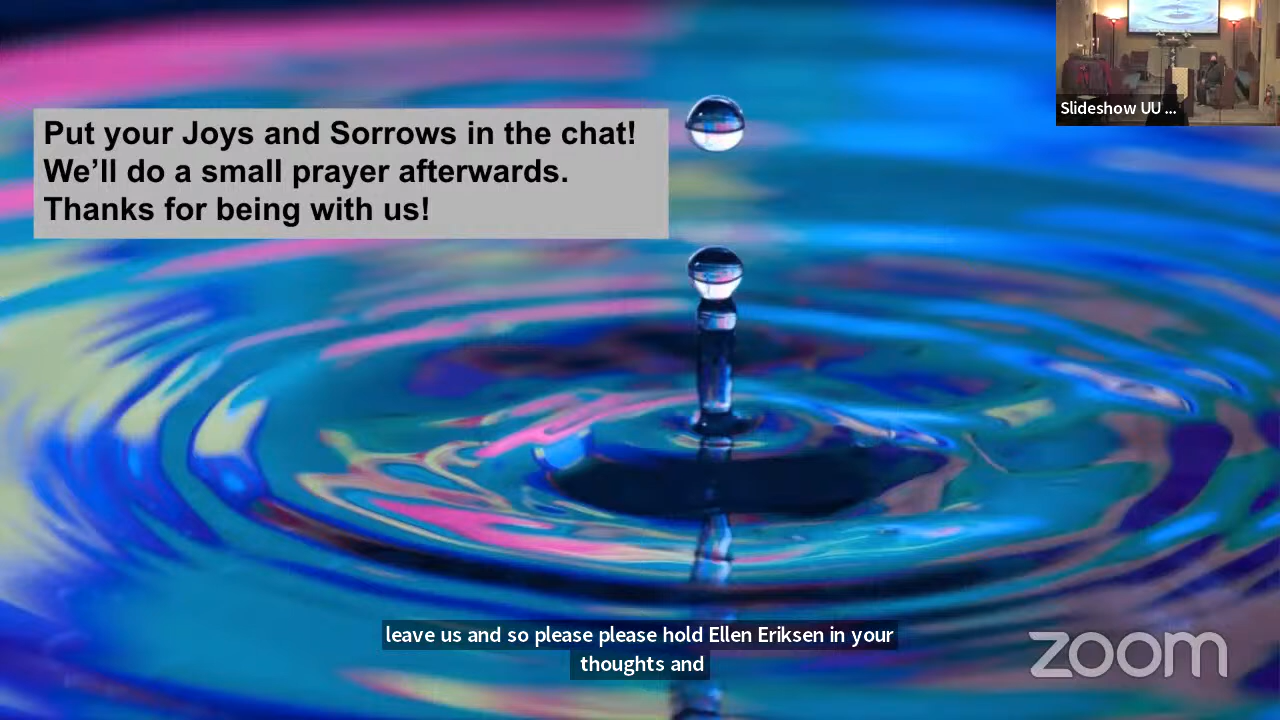 Slideshow UU ...
Put your Joys and Sorrows in the chat!
We’ll do a small prayer afterwards.
Thanks for being with us!
leave us and so please please hold Ellen Eriksen in your
thoughts and
zoom